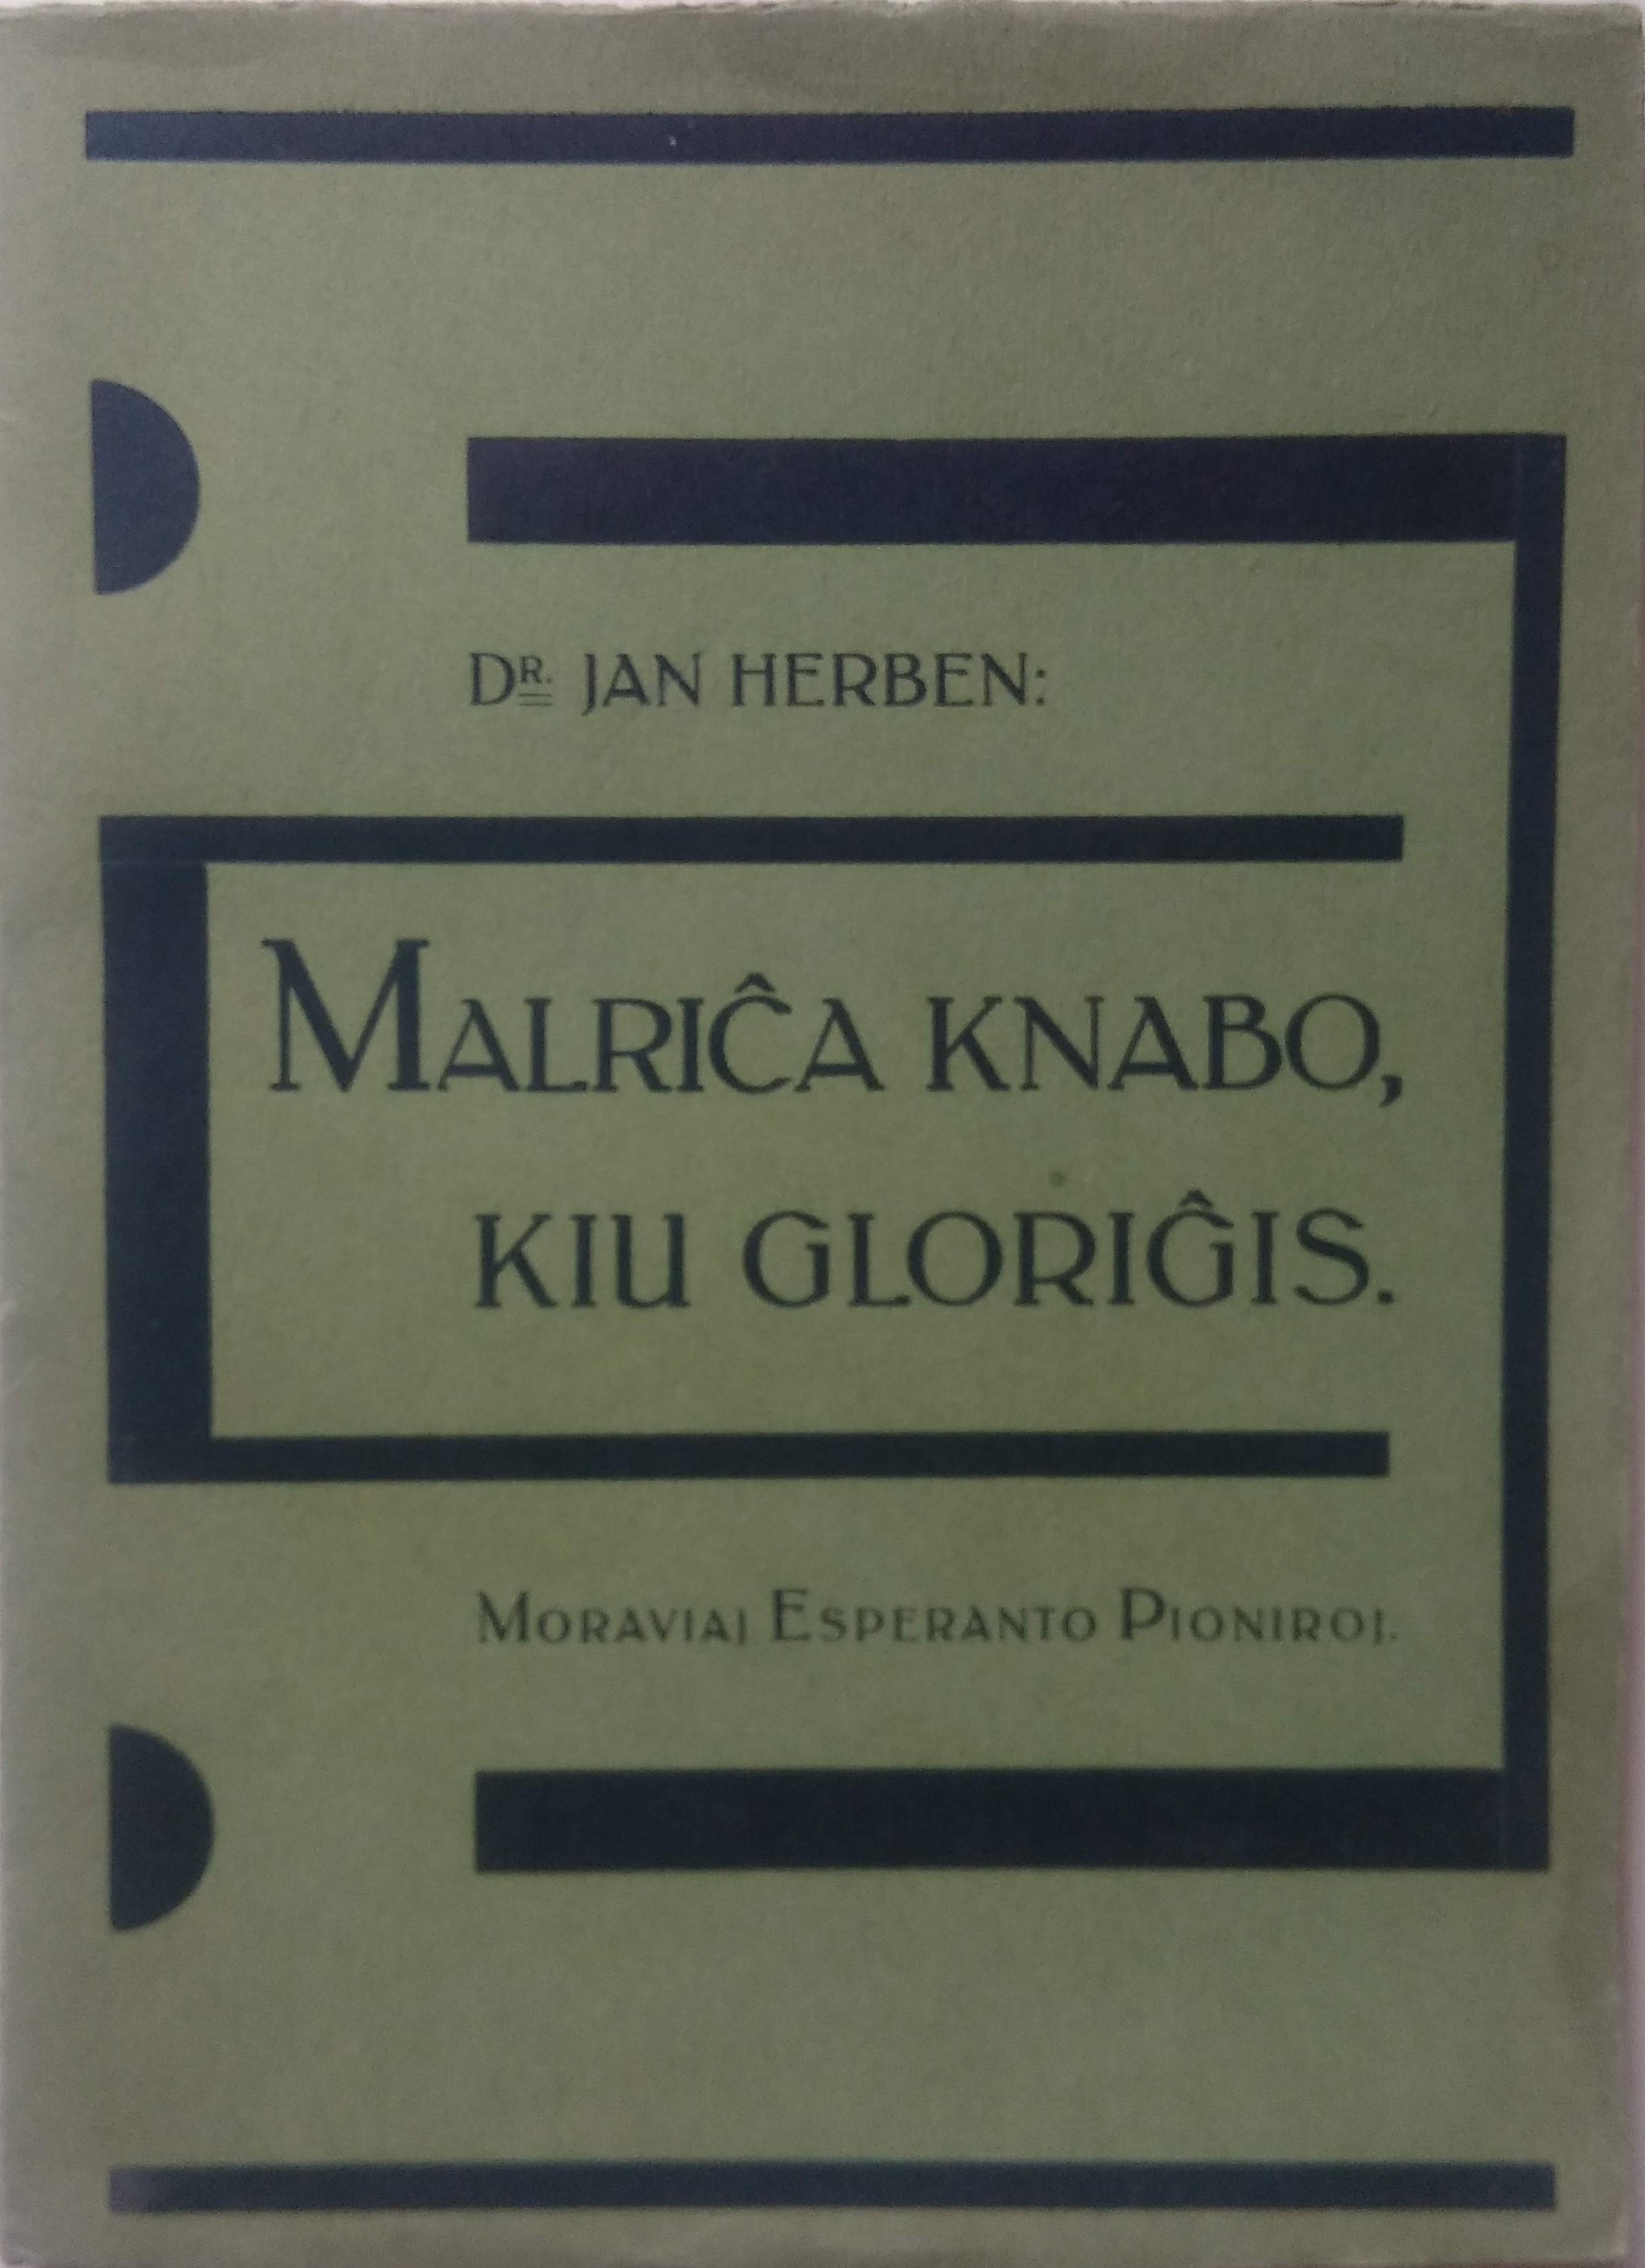 DR. JAN HERBEN:
MALRIĈA KNABO,
KIU GLORIĜIS.
MORAVIAJ ESPERANTO PIONIROJ.